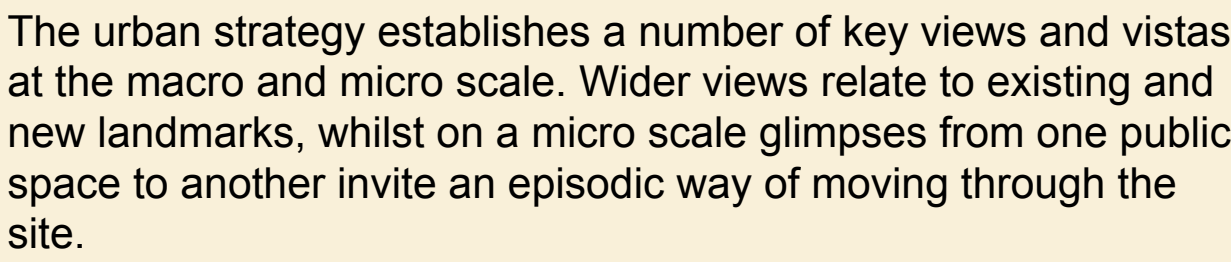 The urban strategy establishes a number of key views and vistas
at the macro and micro scale. Wider views relate to existing and
new landmarks, whilst on a micro scale glimpses from one public
space to another invite an episodic way of moving through the
site.